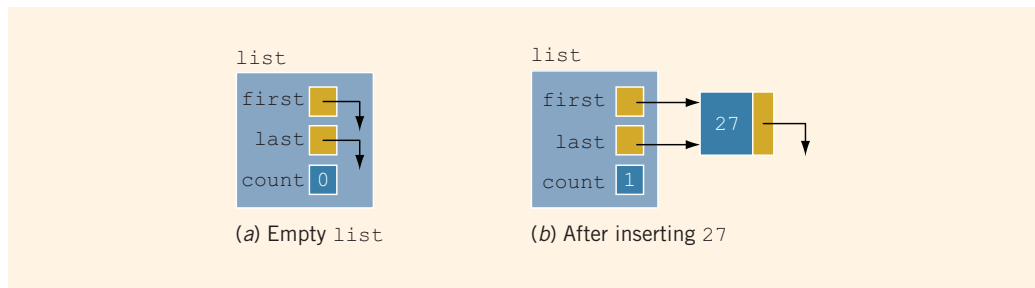 list
first
last
count 0
(a) Empty list
list
first
last
count 1
27
(b) After inserting 27